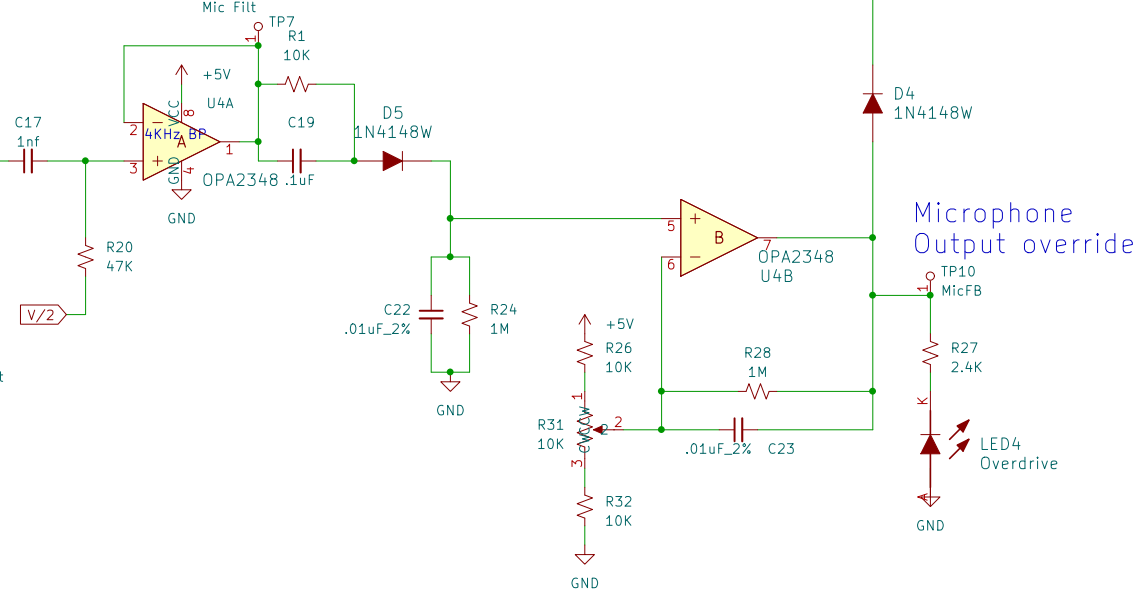 Mic Filt
TP7
1
R1
10K
+5V
U4A
VCC
8
C17
1nf
2
4KHz BP
A
1
3
GND
4
OPA2348
GND
C19
.1uF
D5
1N4148W
D4
1N4148W
R20
47K
V/2
t
5
B
7
6
OPA2348
U4B
Microphone
Output override
TP10
1
MicFB
C22
.01uF_2%
R24
1M
GND
+5V
R26
10K
R28
1M
R27
2.4K
1
R31
10K
CW
CCW
2
2
3
.01uF_2%
C23
K
LED4
Overdrive
A
GND
R32
10K
GND